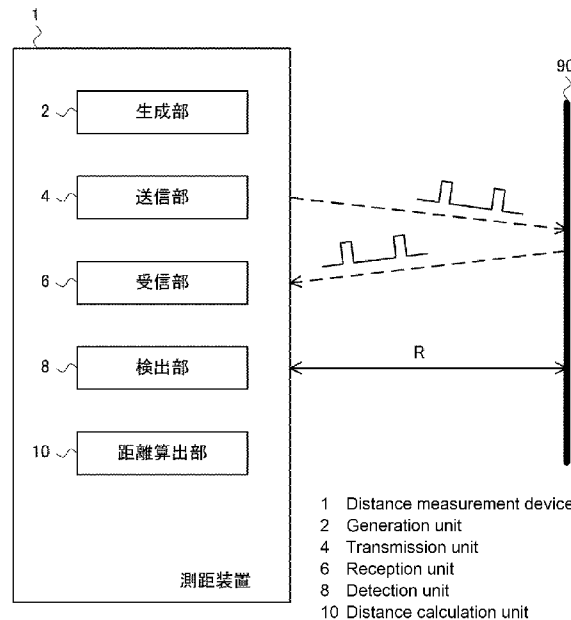 1
90
2 生成部
4 送信部
6 受信部
8 検出部
R
10 距離算出部
測距装置
1 Distance measurement device
2 Generation unit
4 Transmission unit
6 Reception unit
8 Detection unit
10 Distance calculation unit